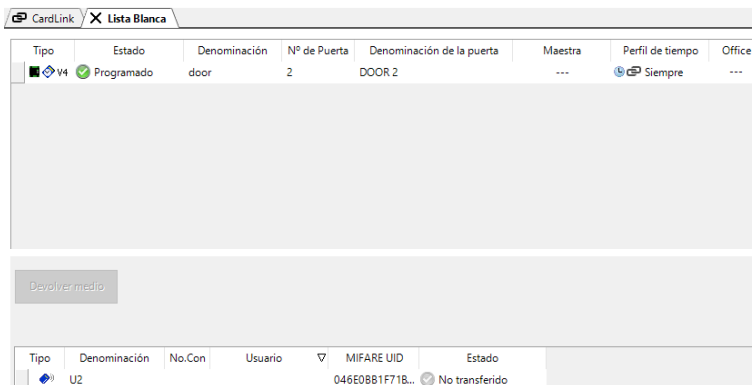 CardLink Lista Blanca
Tipo Estado Denominación Nº de Puerta Denominación de la puerta Maestra Perfil de tiempo Office
V4 Programado door 2 DOOR 2 --- Siempre ---
Devolver medio
Tipo Denominación No.Con Usuario MIFARE UID Estado
U2 046E0BB1F71B... No transferido